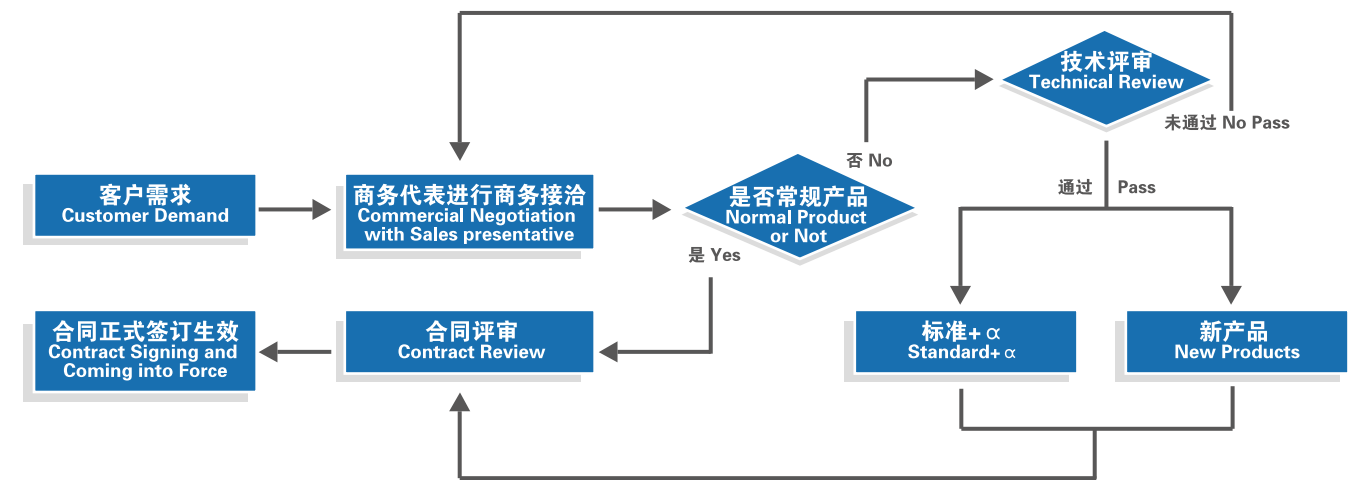 客户需求
Customer Demand
商务代表进行商务接洽
Commercial Negotiation
with Sales presentative
是否常规产品
Normal Product
or Not
否 No
技术评审
Technical Review
未通过 No Pass
通过 Pass
是 Yes
合同正式签订生效
Contract Signing and
Coming into Force
合同评审
Contract Review
标准+α
Standard+α
新产品
New Products